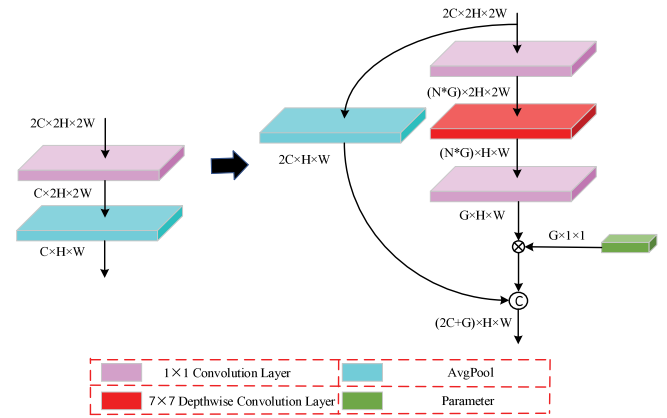 2C×2H×2W
C×2H×2W
C×H×W
2C×2H×2W
(N*G)×2H×2W
2C×H×W
(N*G)×H×W
G×H×W
G×1×1
C
(2C+G)×H×W
1×1 Convolution Layer
AvgPool
7×7 Depthwise Convolution Layer
Parameter